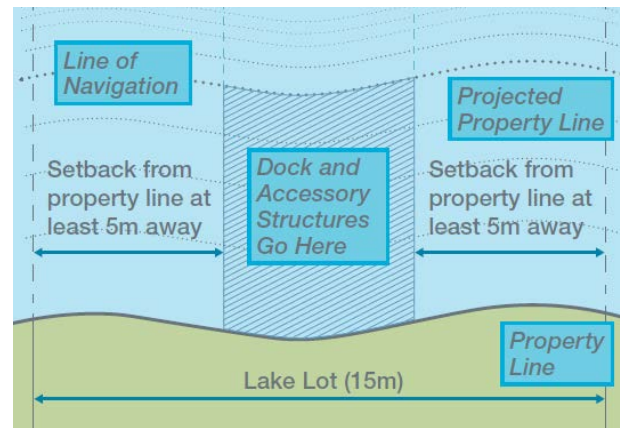 Line of
Navigation
Projected
Property Line
Setback from
property line at
least 5m away
Dock and
Accessory
Structures
Go Here
Setback from
property line at
least 5m away
Property
Line
Lake Lot (15m)